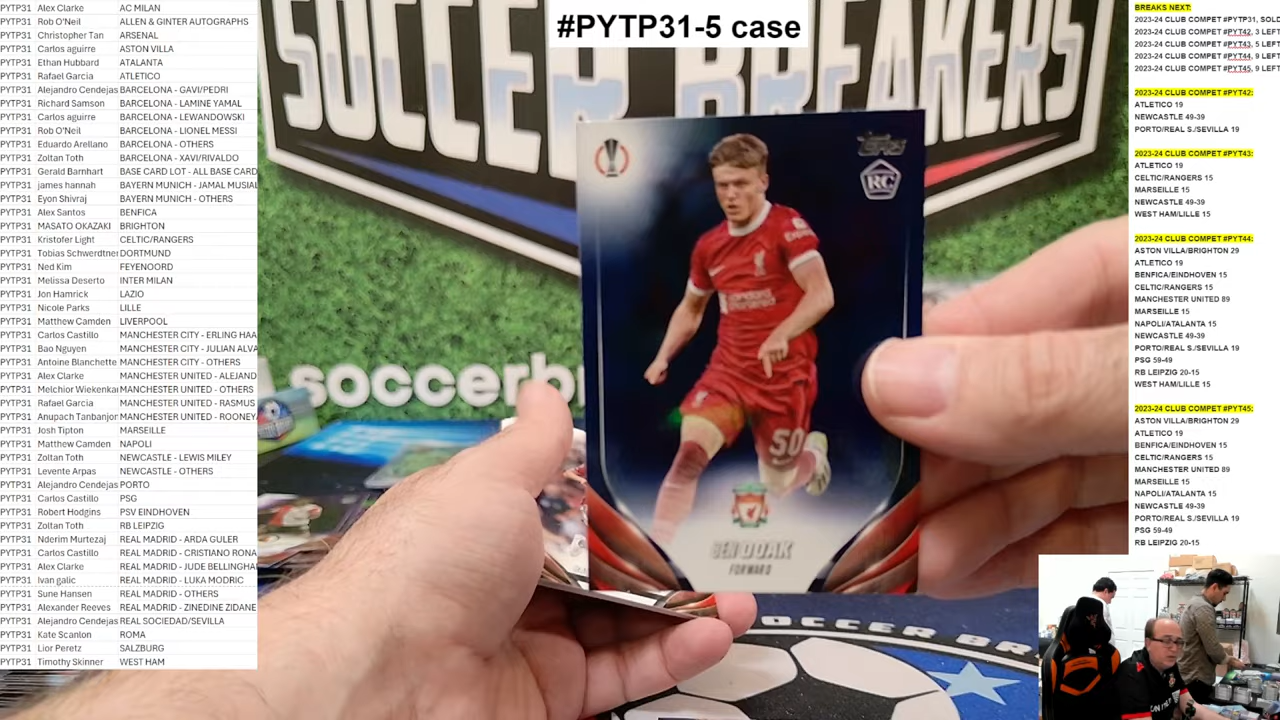 #PYTP31-5 case
PYTP31 Alex Clarke AC MILAN
PYTP31 Rob O'Neil ALLEN & GINTER AUTOGRAPHS
PYTP31 Christopher Tan ARSENAL
PYTP31 Carlos aguirre ASTON VILLA
PYTP31 Ethan Hubbard ATALANTA
PYTP31 Rafael Garcia ATLETICO
PYTP31 Alejandro Cendejas BARCELONA - GAVI/PEDRI
PYTP31 Richard Samson BARCELONA - LAMINE YAMAL
PYTP31 Carlos aguirre BARCELONA - LEWANDOWSKI
PYTP31 Rob O'Neil BARCELONA - LIONEL MESSI
PYTP31 Eduardo Arellano BARCELONA - OTHERS
PYTP31 Zoltan Toth BARCELONA - XAVI/RIVALDO
PYTP31 Gerald Barnhart BASE CARD LOT - ALL BASE CARD
PYTP31 james hannah BAYERN MUNICH - JAMAL MUSIAL
PYTP31 Eyon Shivraj BAYERN MUNICH - OTHERS
PYTP31 Alex Santos BENFICA
PYTP31 MASATO OKAZAKI BRIGHTON
PYTP31 Kristofer Light CELTIC/RANGERS
PYTP31 Tobias Schwerdtner DORTMUND
PYTP31 Ned Kim FEYENOORD
PYTP31 Melissa Deserto INTER MILAN
PYTP31 Jon Hamrick LAZIO
PYTP31 Nicole Parks LILLE
PYTP31 Matthew Camden LIVERPOOL
PYTP31 Carlos Castillo MANCHESTER CITY - ERLING HAA
PYTP31 Bao Nguyen MANCHESTER CITY - JULIAN ALVA
PYTP31 Antoine Blanchette MANCHESTER CITY - OTHERS
PYTP31 Alex Clarke MANCHESTER UNITED - ALEJAND
PYTP31 Melchior Wiekenkar MANCHESTER UNITED - OTHERS
PYTP31 Rafael Garcia MANCHESTER UNITED - RASMUS
PYTP31 Anupach Tanbanjon MANCHESTER UNITED - ROONEY
PYTP31 Josh Tipton MARSEILLE
PYTP31 Matthew Camden NAPOLI
PYTP31 Zoltan Toth NEWCASTLE - LEWIS MILEY
PYTP31 Levente Arpas NEWCASTLE - OTHERS
PYTP31 Alejandro Cendejas PORTO
PYTP31 Carlos Castillo PSG
PYTP31 Robert Hodgins PSV EINDHOVEN
PYTP31 Zoltan Toth RB LEIPZIG
PYTP31 Nderim Murtezaj REAL MADRID - ARDA GULER
PYTP31 Carlos Castillo REAL MADRID - CRISTIANO RONA
PYTP31 Alex Clarke REAL MADRID - JUDE BELLINGHA
PYTP31 Ivan galic REAL MADRID - LUKA MODRIC
PYTP31 Sune Hansen REAL MADRID - OTHERS
PYTP31 Alexander Reeves REAL MADRID - ZINEDINE ZIDANE
PYTP31 Alejandro Cendejas REAL SOCIEDAD/SEVILLA
PYTP31 Kate Scanlon ROMA
PYTP31 Lior Peretz SALZBURG
PYTP31 Timothy Skinner WEST HAM
SOCCER BREAKERS
soccerb
Topps
RC
50
BEN DOAK
FORWARD
SOCCER BR
BREAKS NEXT:
2023-24 CLUB COMPET #PYTP31, SOLD
2023-24 CLUB COMPET #PYT42, 3 LEFT
2023-24 CLUB COMPET #PYT43, 5 LEFT
2023-24 CLUB COMPET #PYT44, 9 LEFT
2023-24 CLUB COMPET #PYT45, 9 LEFT
2023-24 CLUB COMPET #PYT42:
ATLETICO 19
NEWCASTLE 49-39
PORTO/REAL S./SEVILLA 19
2023-24 CLUB COMPET #PYT43:
ATLETICO 19
CELTIC/RANGERS 15
MARSEILLE 15
NEWCASTLE 49-39
WEST HAM/LILLE 15
2023-24 CLUB COMPET #PYT44:
ASTON VILLA/BRIGHTON 29
ATLETICO 19
BENFICA/EINDHOVEN 15
CELTIC/RANGERS 15
MANCHESTER UNITED 89
MARSEILLE 15
NAPOLI/ATALANTA 15
NEWCASTLE 49-39
PORTO/REAL S./SEVILLA 19
PSG 59-49
RB LEIPZIG 20-15
WEST HAM/LILLE 15
2023-24 CLUB COMPET #PYT45:
ASTON VILLA/BRIGHTON 29
ATLETICO 19
BENFICA/EINDHOVEN 15
CELTIC/RANGERS 15
MANCHESTER UNITED 89
MARSEILLE 15
NAPOLI/ATALANTA 15
NEWCASTLE 49-39
PORTO/REAL S./SEVILLA 19
PSG 59-49
RB LEIPZIG 20-15